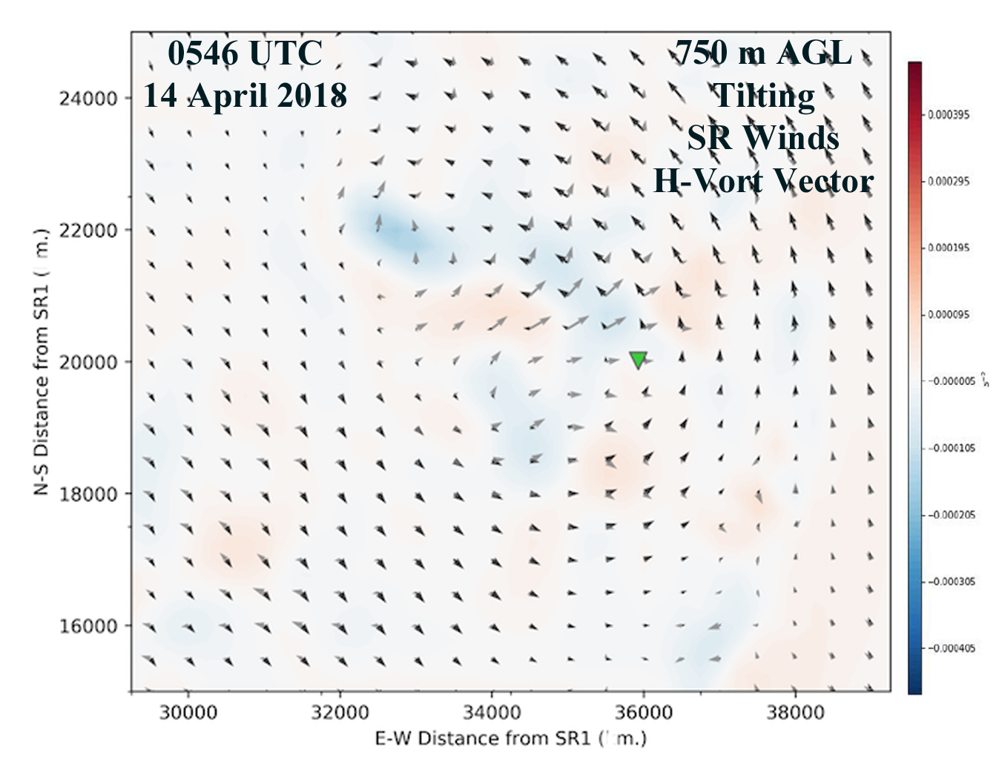 0546 UTC
14 April 2018
750 m AGL
Tilting
SR Winds
H-Vort Vector
24000
22000
20000
18000
16000
N-S Distance from SR1 ( m.)
30000
32000
34000
36000
38000
E-W Distance from SR1 ( m.)
0.000395
0.000295
0.000195
0.000095
−0.000005
−0.000105
−0.000205
−0.000305
−0.000405